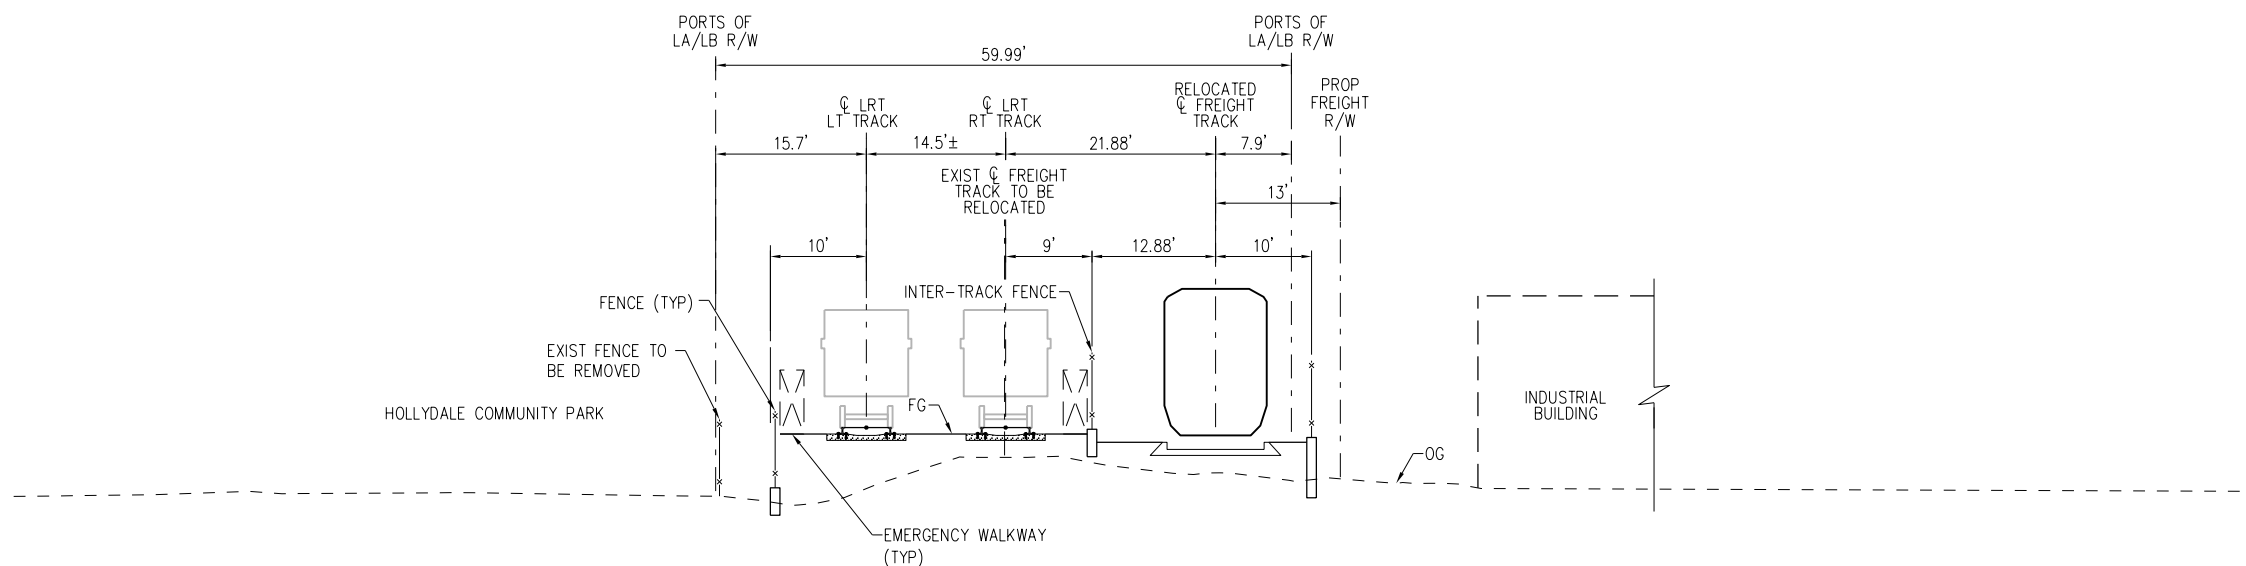 PORTS OF
LA/LB R/W
PORTS OF
LA/LB R/W
59.99'
℄ LRT
LT TRACK
℄ LRT
RT TRACK
RELOCATED
℄ FREIGHT
TRACK
PROP
FREIGHT
R/W
15.7'
14.5'±
21.88'
7.9'
EXIST ℄ FREIGHT
TRACK TO BE
RELOCATED
13'
10'
9'
12.88'
10'
FENCE (TYP)
INTER-TRACK FENCE
EXIST FENCE TO
BE REMOVED
HOLLYDALE COMMUNITY PARK
FG
INDUSTRIAL
BUILDING
OG
EMERGENCY WALKWAY
(TYP)